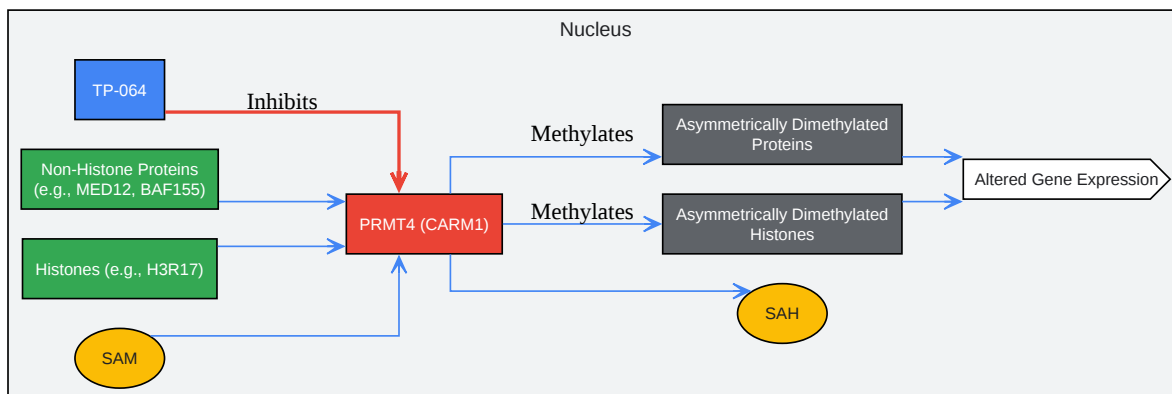 Nucleus
TP-064
Inhibits
Non-Histone Proteins
(e.g., MED12, BAF155)
Histones (e.g., H3R17)
SAM
PRMT4 (CARM1)
Methylates
Methylates
Asymmetrically Dimethylated
Proteins
Asymmetrically Dimethylated
Histones
SAH
Altered Gene Expression